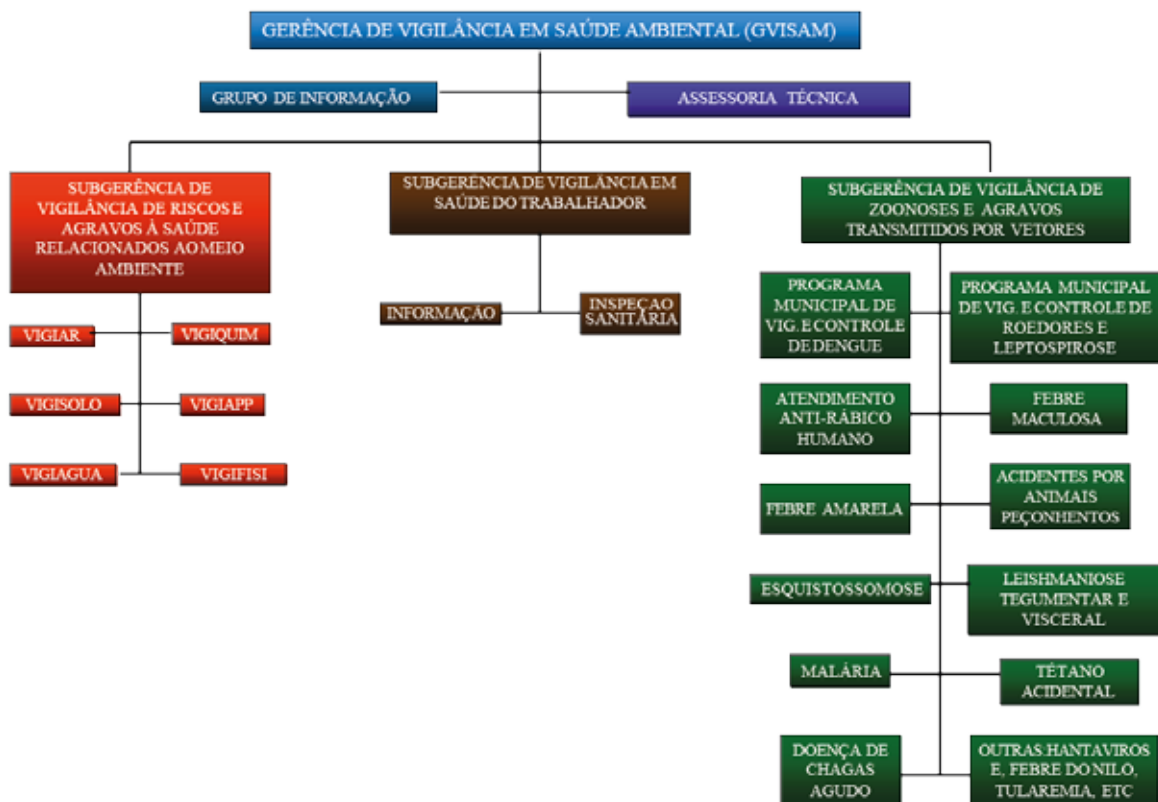 GERÊNCIA DE VIGILÂNCIA EM SAÚDE AMBIENTAL (GVISAM)
GRUPO DE INFORMAÇÃO
ASSESSORIA TÉCNICA
SUBGERÊNCIA DE
VIGILÂNCIA DE RISCOS E
AGRAVOS À SAÚDE
RELACIONADOS AO MEIO
AMBIENTE
VIGIAR
VIGIQUIM
VIGISOLO
VIGIAPP
VIGIAGUA
VIGIFISI
SUBGERÊNCIA DE VIGILÂNCIA EM
SAÚDE DO TRABALHADOR
INFORMAÇÃO
INSPEÇAO
SANITÁRIA
SUBGERÊNCIA DE VIGILÂNCIA DE
ZOONOSES E AGRAVOS
TRANSMITIDOS POR VETORES
PROGRAMA
MUNICIPAL DE
VIG. E CONTROLE
DE DENGUE
PROGRAMA MUNICIPAL
DE VIG. E CONTROLE DE
ROEDORES E
LEPTOSPIROSE
ATENDIMENTO
ANTI-RÁBICO
HUMANO
FEBRE
MACULOSA
FEBRE AMARELA
ACIDENTES POR
ANIMAIS
PEÇONHENTOS
ESQUISTOSSOMOSE
LEISHMANIOSE
TEGUMENTAR E
VISCERAL
MALÁRIA
TÉTANO
ACIDENTAL
DOENÇA DE
CHAGAS
AGUDO
OUTRAS:HANTAVIROS
E, FEBRE DO NILO,
TULAREMIA, ETC